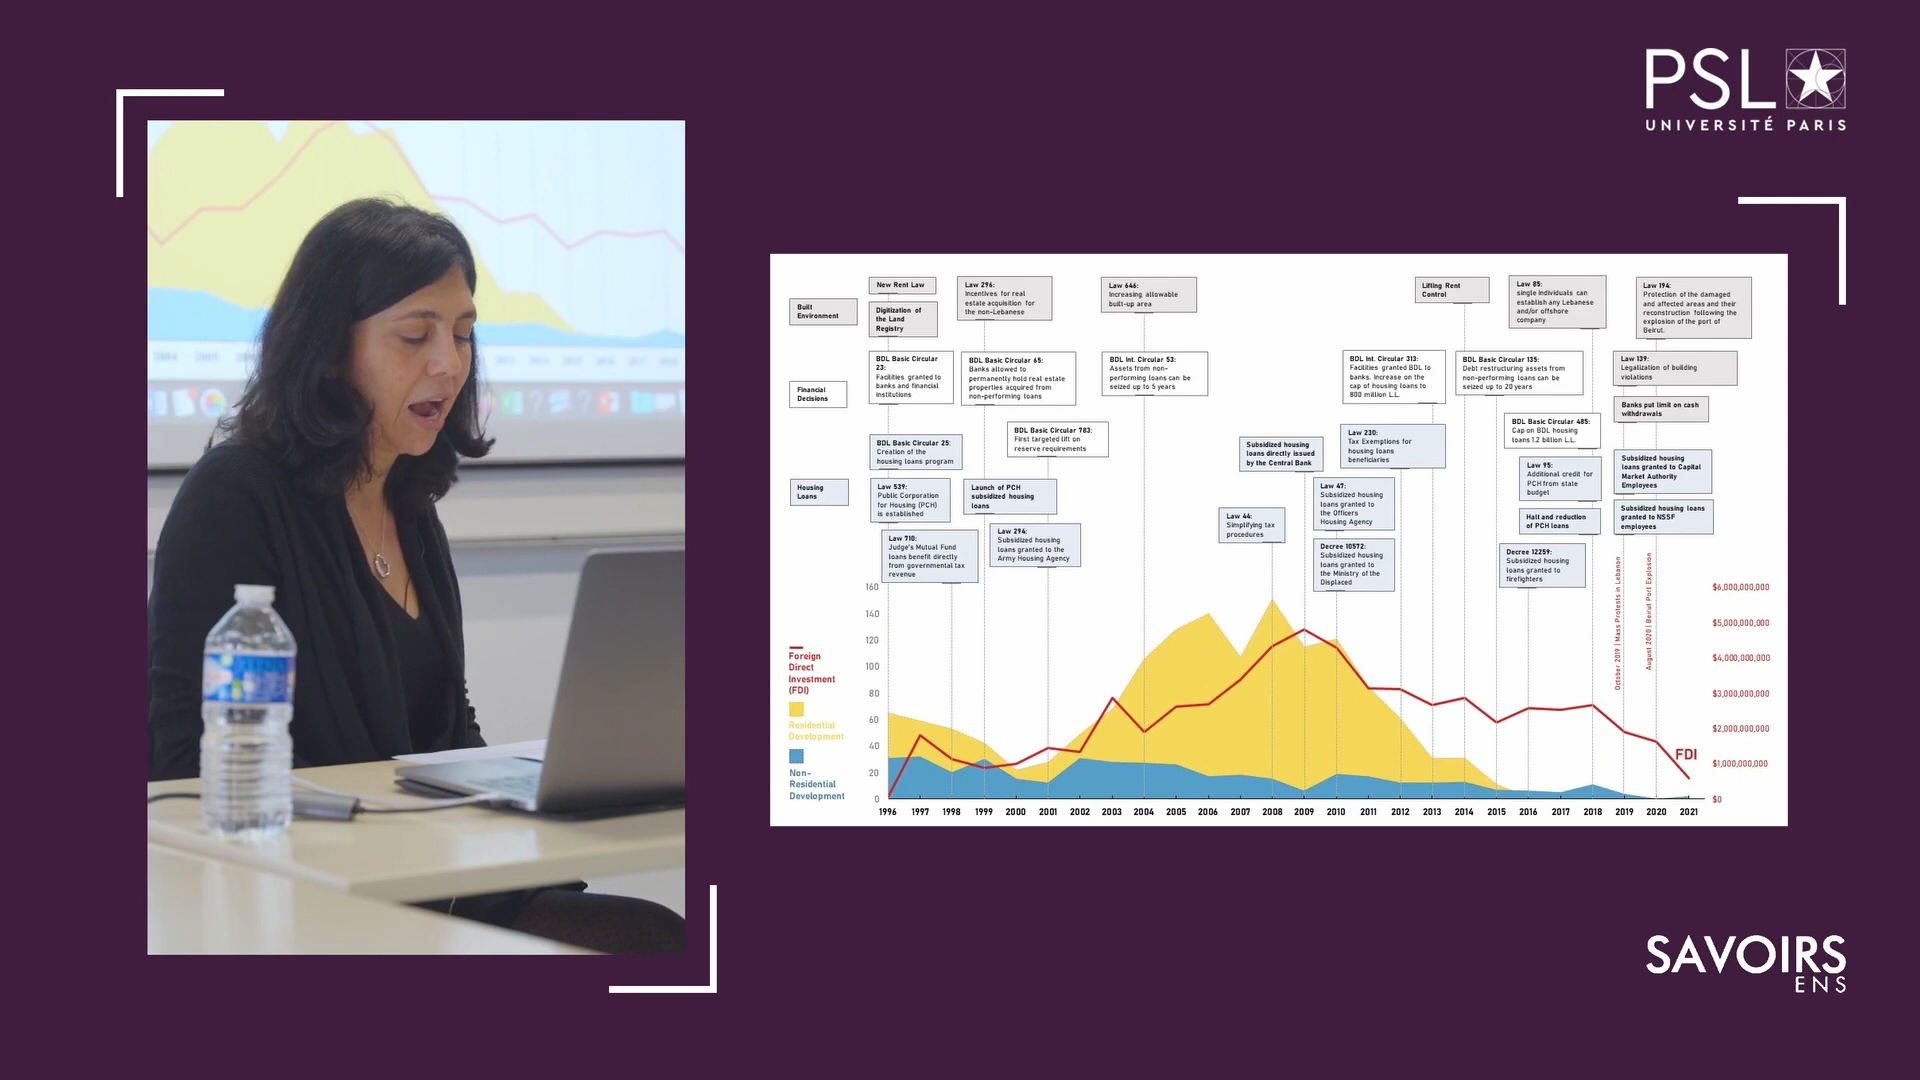 PSL
UNIVERSITÉ PARIS
Built
Environment
New Rent Law
Digitization of
the Land
Registry
Law 296:
Incentives for real
estate acquisition for
the non-Lebanese
Law 646:
Increasing allowable
built-up area
Lifting Rent
Control
Law 85:
single individuals can
establish any Lebanese
and/or offshore
company
Law 194:
Protection of the damaged
and affected areas and their
reconstruction following the
explosion of the port of
Beirut.
Financial
Decisions
BDL Basic Circular
23:
Facilities granted to
banks and financial
institutions
BDL Basic Circular 65:
Banks allowed to
permanently hold real estate
properties acquired from
non-performing loans
BDL Int. Circular 53:
Assets from non-
performing loans can be
seized up to 5 years
BDL Int. Circular 313:
Facilities granted BDL to
banks. Increase on the
cap of housing loans to
800 million L.L.
BDL Basic Circular 135:
Debt restructuring assets from
non-performing loans can be
seized up to 20 years
Law 139:
Legalization of building
violations
Banks put limit on cash
withdrawals
BDL Basic Circular 783:
First targeted lift on
reserve requirements
BDL Basic Circular 485:
Cap on BDL housing
loans 1.2 billion L.L.
Housing
Loans
BDL Basic Circular 25:
Creation of the
housing loans program
Law 539:
Public Corporation
for Housing (PCH)
is established
Law 710:
Judge's Mutual Fund
loans benefit directly
from governmental tax
revenue
Launch of PCH
subsidized housing
loans
Law 294:
Subsidized housing
loans granted to the
Army Housing Agency
Law 44:
Simplifying tax
procedures
Subsidized housing
loans directly issued
by the Central Bank
Law 230:
Tax Exemptions for
housing loans
beneficiaries
Law 47:
Subsidized housing
loans granted to
the Officers
Housing Agency
Decree 10572:
Subsidized housing
loans granted to
the Ministry of the
Displaced
Law 95:
Additional credit for
PCH from state
budget
Halt and reduction
of PCH loans
Decree 12259:
Subsidized housing
loans granted to
firefighters
Subsidized housing
loans granted to Capital
Market Authority
Employees
Subsidized housing loans
granted to NSSF
employees
October 2019 | Mass Protests in Lebanon
August 2020 | Beirut Port Explosion
Foreign
Direct
Investment
(FDI)
Residential
Development
Non-
Residential
Development
160
140
120
100
80
60
40
20
0
$6,000,000,000
$5,000,000,000
$4,000,000,000
$3,000,000,000
$2,000,000,000
$1,000,000,000
$0
FDI
1996 1997 1998 1999 2000 2001 2002 2003 2004 2005 2006 2007 2008 2009 2010 2011 2012 2013 2014 2015 2016 2017 2018 2019 2020 2021
SAVOIRS
ENS